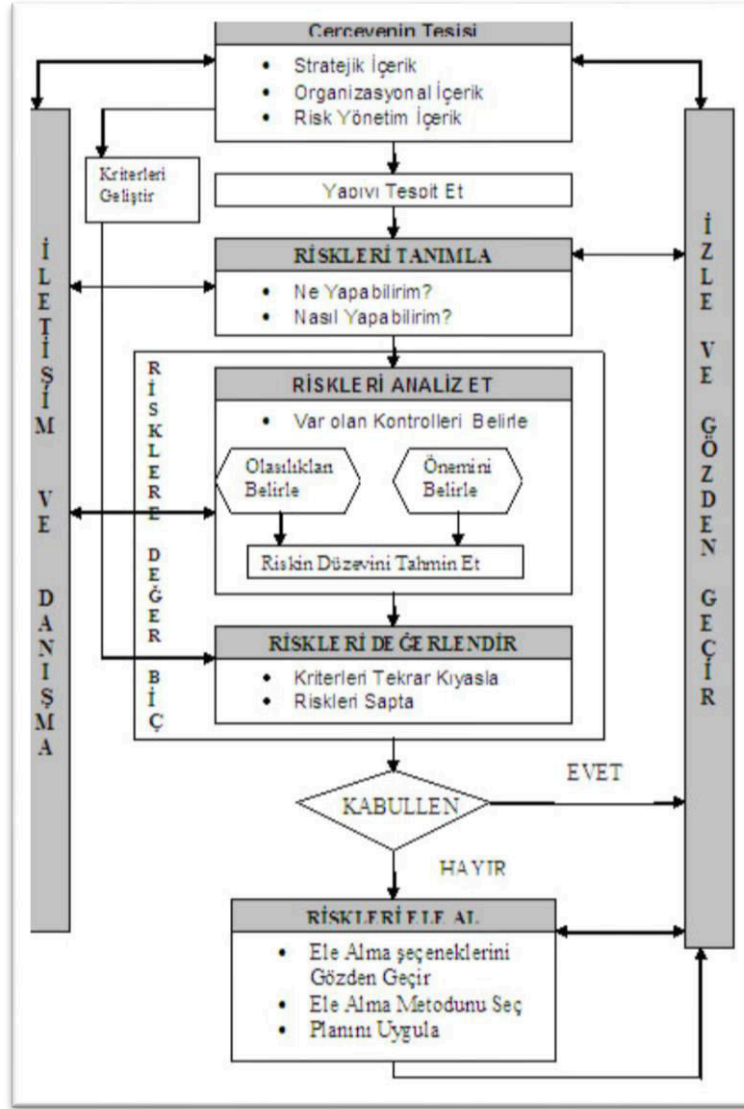 Çerçevenin Tesisi
• Stratejik İçerik
• Organizasyonal İçerik
• Risk Yönetim İçerik
Kriterleri
Geliştir
Yapıyı Tespit Et
RİSKLERİ TANIMLA
• Ne Yapabilirim?
• Nasıl Yapabilirim?
RİSKLERİ ANALİZ ET
• Var olan Kontrolleri Belirle
Olasılıkları
Belirle
Önemini
Belirle
Riskin Düzeyini Tahmin Et
RİSKLERİ DEĞERLENDİR
• Kriterleri Tekrar Kıyasla
• Riskleri Sapta
RİSKLERE DEĞER BİÇ
İLETİŞİM VE DANIŞMA
İZLE VE GÖZDEN GEÇİR
KABULLEN
EVET
HAYIR
RİSKLERİ ELE AL
• Ele Alma seçeneklerini
Gözden Geçir
• Ele Alma Metodunu Seç
• Planını Uygula